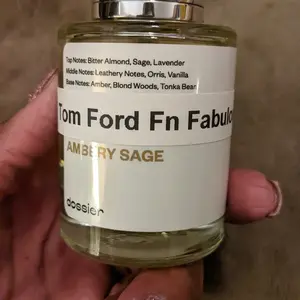 Top Notes: Bitter Almond, Sage, Lavender
Middle Notes: Leathery Notes, Orris, Vanilla
Base Notes: Amber, Blond Woods, Tonka Bean
Tom Ford Fn Fabulo
AMBERY SAGE
dossier